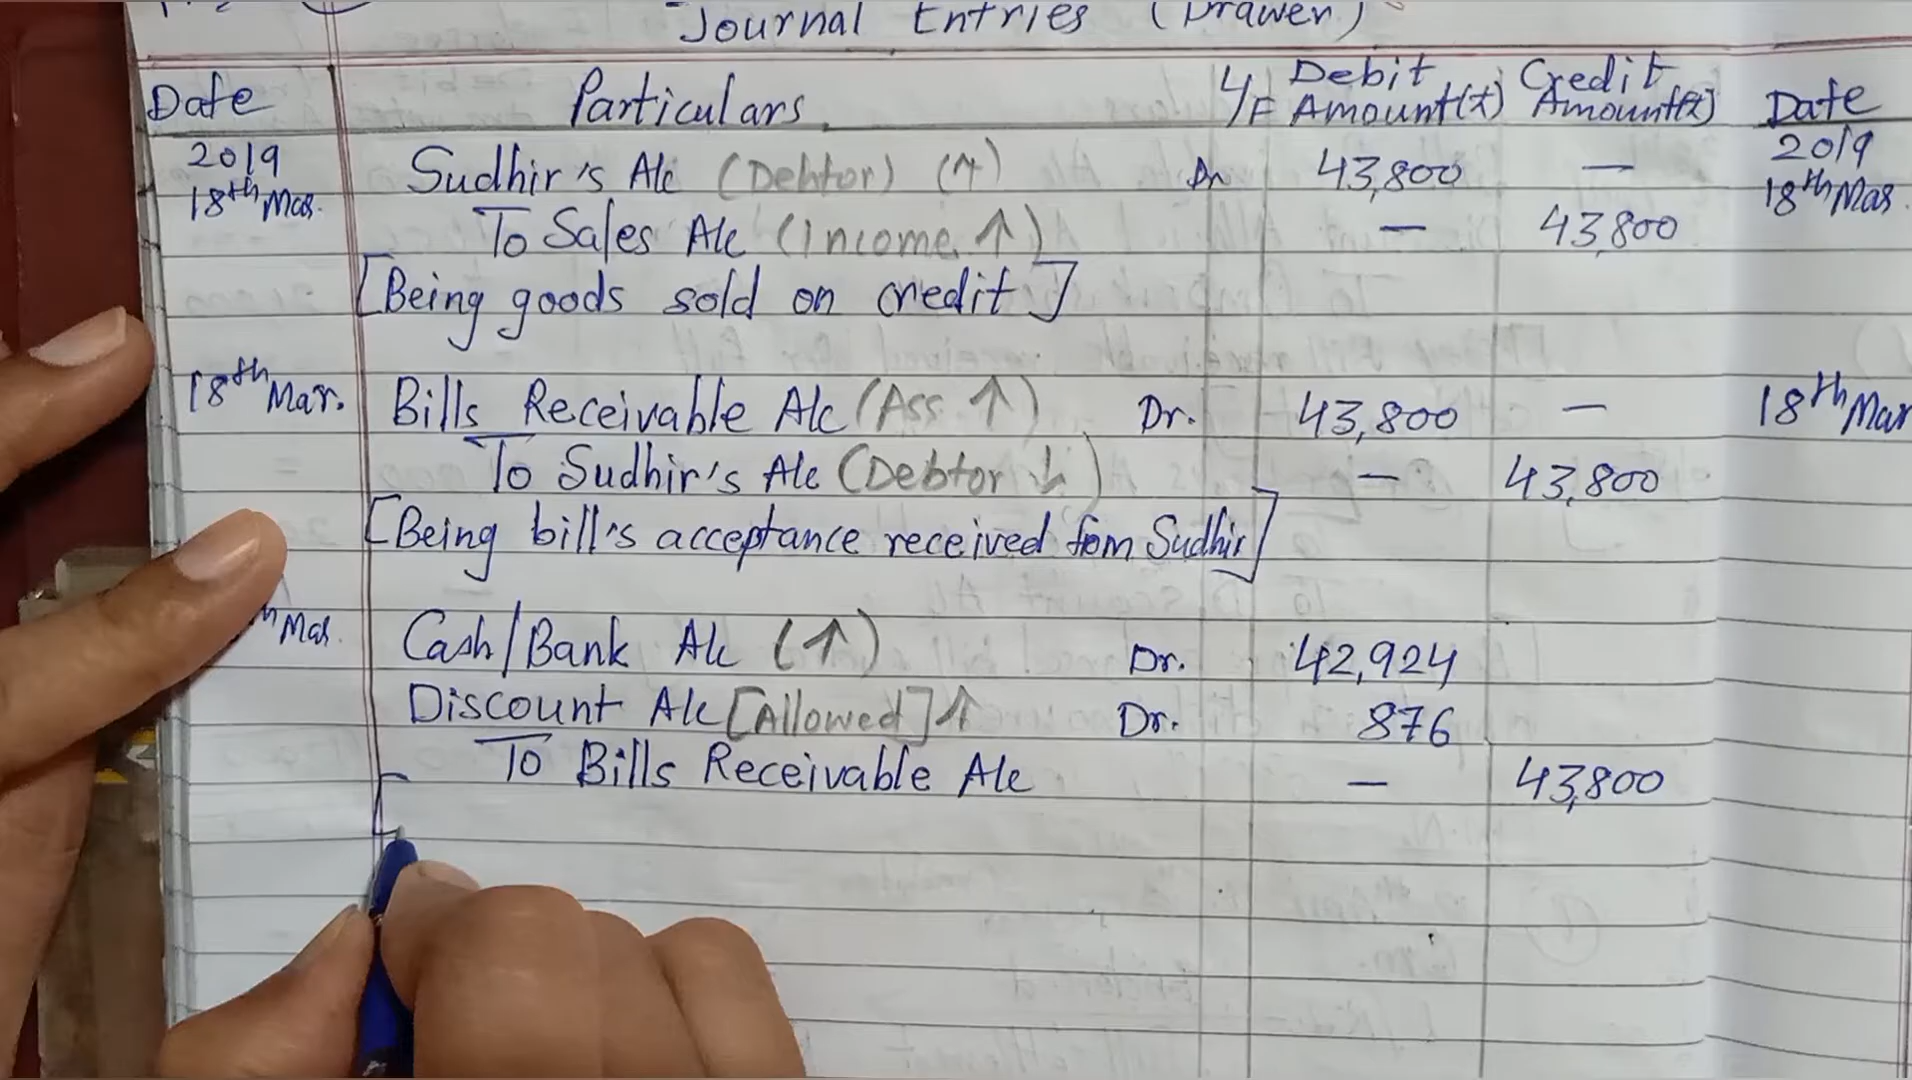 Journal Entries (Drawer)
Date Particulars L/F Debit Amount(₹) Credit Amount(₹) Date
2019 Sudhir's A/c (Debtor) (↑) Dr 43,800 — 2019
18th Mar. To Sales A/c (Income ↑) — 43,800 18th Mar
[Being goods sold on credit]
18th Mar. Bills Receivable A/c (Ass ↑) Dr. 43,800 — 18th Mar
To Sudhir's A/c (Debtor ↓) — 43,800
[Being bill's acceptance received fom Sudhir]
Mar. Cash/Bank A/c (↑) Dr. 42,924
Discount A/c [Allowed] ↑ Dr. 876
To Bills Receivable A/c — 43,800
[